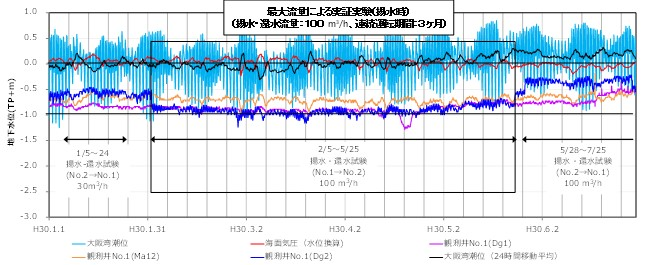 最大流量による実証実験(揚水時)
(揚水・還水流量：100 m³/h、連続運転期間：3ヶ月)
地下水位(TP+m)
1.0
0.5
0.0
-0.5
-1.0
-1.5
-2.0
-2.5
-3.0
1/5～24
揚水-還水試験
(No.2→No.1)
30m³/h
2/5～5/25
揚水・還水試験
(No.1→No.2)
100 m³/h
5/28～7/25
揚水・還水試験
(No.2→No.1)
100 m³/h
H30.1.1
H30.1.31
H30.3.2
H30.4.2
H30.5.2
H30.6.1
H30.7.1
大阪湾潮位
海面気圧（水位換算）
観測井No.1(Dg1)
観測井No.1(Ma12)
観測井No.1(Dg2)
大阪湾潮位（24時間移動平均）